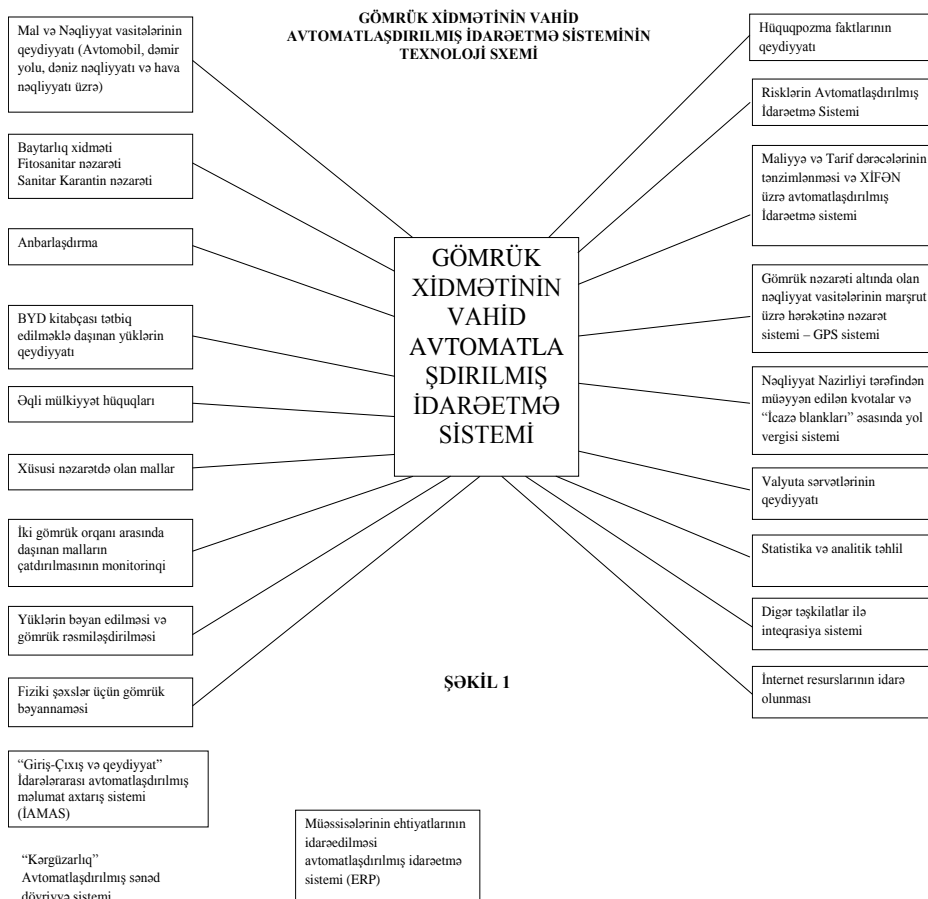 GÖMRÜK XİDMƏTİNİN VAHİD
AVTOMATLAŞDIRILMIŞ İDARƏETMƏ SİSTEMİNİN
TEXNOLOJİ SXEMİ
Mal və Nəqliyyat vasitələrinin
qeydiyyatı (Avtomobil, dəmir
yolu, dəniz nəqliyyatı və hava
nəqliyyatı üzrə)
Baytarlıq xidməti
Fitosanitar nəzarəti
Sanitar Karantin nəzarəti
Anbarlaşdırma
BYD kitabçası tətbiq
edilməklə daşınan yüklərin
qeydiyyatı
Əqli mülkiyyət hüquqları
Xüsusi nəzarətdə olan mallar
İki gömrük orqanı arasında
daşınan malların
çatdırılmasının monitorinqi
Yüklərin bəyan edilməsi və
gömrük rəsmiləşdirilməsi
Fiziki şəxslər üçün gömrük
bəyannaməsi
GÖMRÜK
XİDMƏTİNİN
VAHİD
AVTOMATLA
ŞDIRILMIŞ
İDARƏETMƏ
SİSTEMİ
Hüquqpozma faktlarının
qeydiyyatı
Risklərin Avtomatlaşdırılmış
İdarəetmə Sistemi
Maliyyə və Tarif dərəcələrinin
tənzimlənməsi və XİFƏN
üzrə avtomatlaşdırılmış
İdarəetmə sistemi
Gömrük nəzarəti altında olan
nəqliyyat vasitələrinin marşrut
üzrə hərəkətinə nəzarət
sistemi – GPS sistemi
Nəqliyyat Nazirliyi tərəfindən
müəyyən edilən kvotalar və
“İcazə blankları” əsasında yol
vergisi sistemi
Valyuta sərvətlərinin
qeydiyyatı
Statistika və analitik təhlil
Digər təşkilatlar ilə
inteqrasiya sistemi
İnternet resurslarının idarə
olunması
ŞƏKİL 1
“Giriş-Çıxış və qeydiyyat”
İdarələrarası avtomatlaşdırılmış
məlumat axtarış sistemi
(İAMAS)
“Kərgüzarlıq”
Avtomatlaşdırılmış sənəd
dövriyyə sistemi
Müəssisələrinin ehtiyatlarının
idarəedilməsi
avtomatlaşdırılmış idarəetmə
sistemi (ERP)